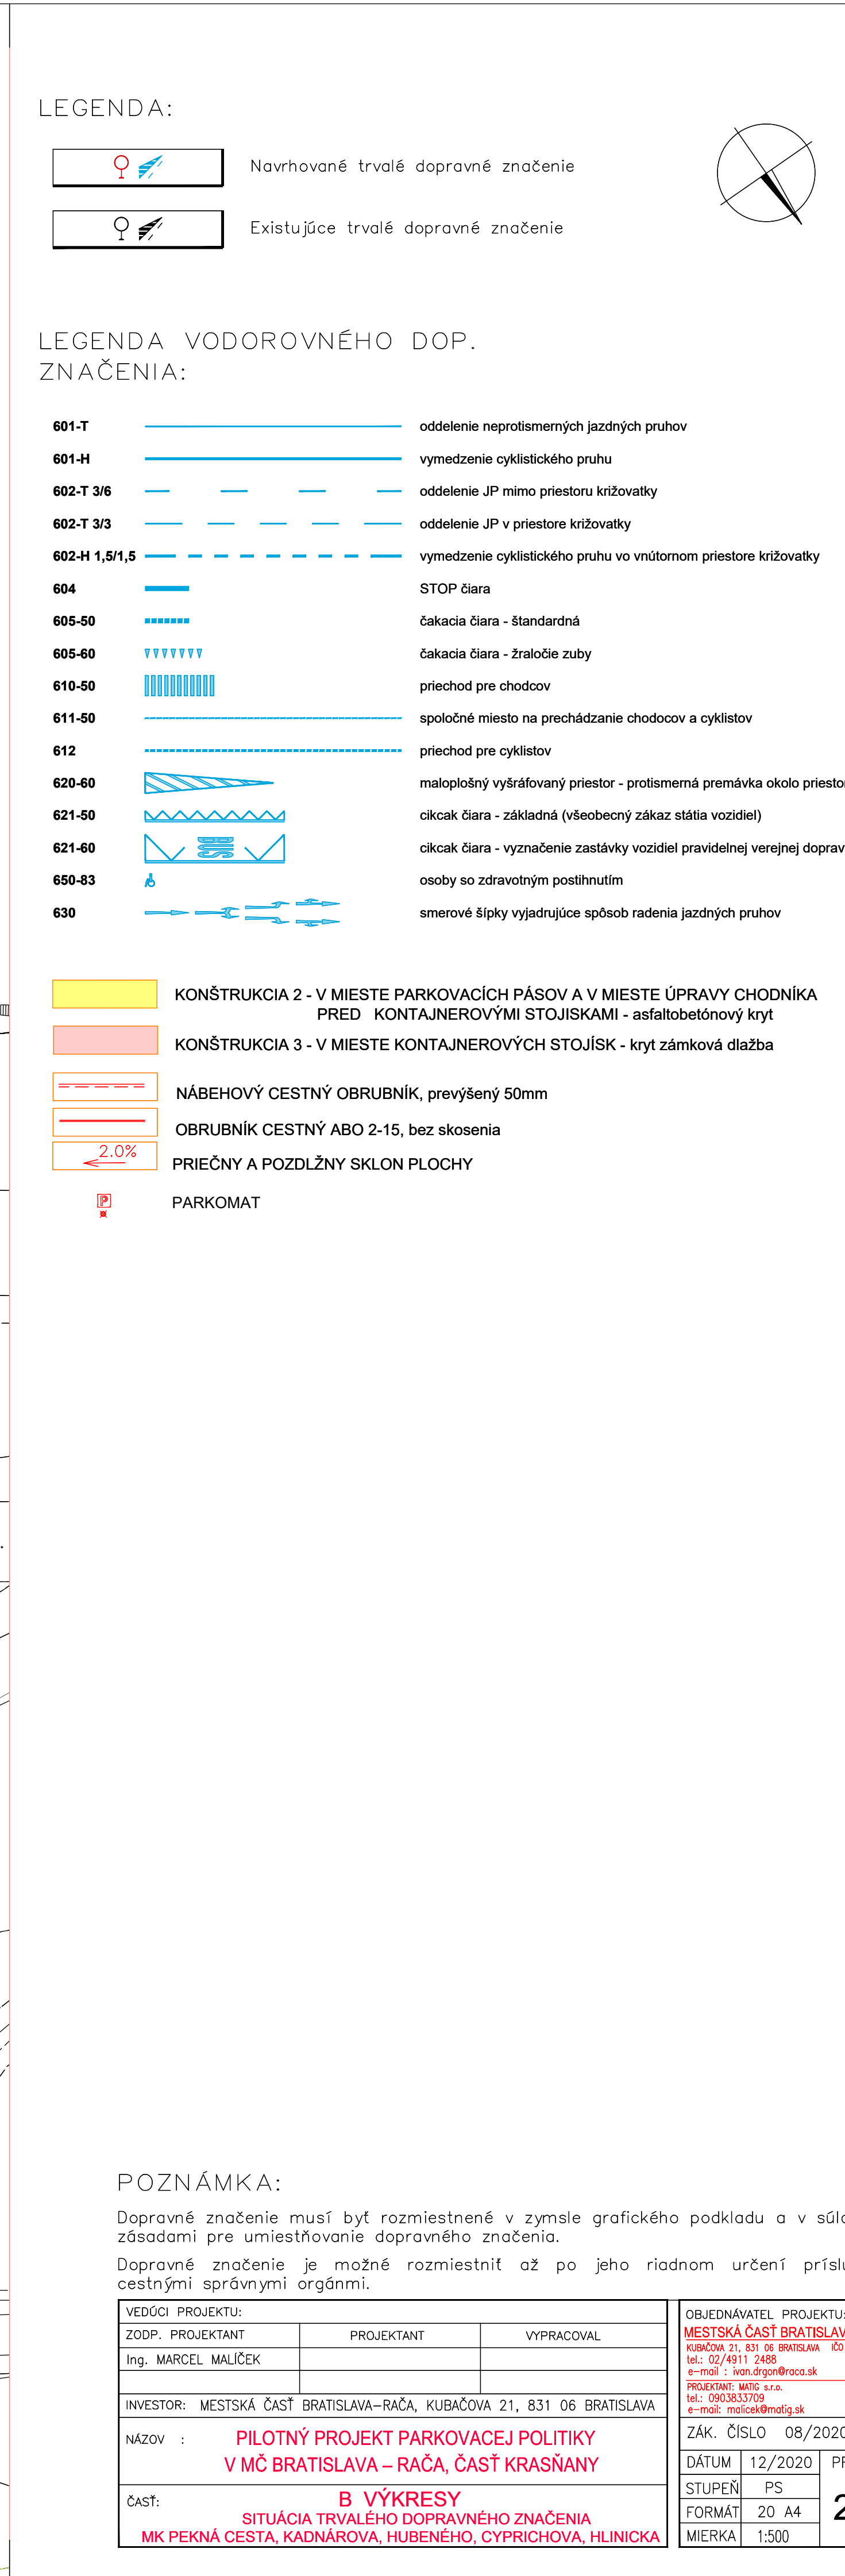 LEGENDA:
Navrhované trvalé dopravné značenie
Existujúce trvalé dopravné značenie
LEGENDA VODOROVNÉHO DOP.
ZNAČENIA:
601-T oddelenie neprotismerných jazdných pruhov
601-H vymedzenie cyklistického pruhu
602-T 3/6 oddelenie JP mimo priestoru križovatky
602-T 3/3 oddelenie JP v priestore križovatky
602-H 1,5/1,5 vymedzenie cyklistického pruhu vo vnútornom priestore križovatky
604 STOP čiara
605-50 čakacia čiara - štandardná
605-60 čakacia čiara - žraločie zuby
610-50 priechod pre chodcov
611-50 spoločné miesto na prechádzanie chodocov a cyklistov
612 priechod pre cyklistov
620-60 maloplošný vyšráfovaný priestor - protismerná premávka okolo priestor
621-50 cikcak čiara - základná (všeobecný zákaz státia vozidiel)
621-60 BUS cikcak čiara - vyznačenie zastávky vozidiel pravidelnej verejnej doprav
650-83 osoby so zdravotným postihnutím
630 smerové šípky vyjadrujúce spôsob radenia jazdných pruhov
KONŠTRUKCIA 2 - V MIESTE PARKOVACÍCH PÁSOV A V MIESTE ÚPRAVY CHODNÍKA
PRED KONTAJNEROVÝMI STOJISKAMI - asfaltobetónový kryt
KONŠTRUKCIA 3 - V MIESTE KONTAJNEROVÝCH STOJÍSK - kryt zámková dlažba
NÁBEHOVÝ CESTNÝ OBRUBNÍK, prevýšený 50mm
OBRUBNÍK CESTNÝ ABO 2-15, bez skosenia
2.0% PRIEČNY A POZDLŽNY SKLON PLOCHY
P PARKOMAT
POZNÁMKA:
Dopravné značenie musí byť rozmiestnené v zymsle grafického podkladu a v súla
zásadami pre umiestňovanie dopravného značenia.
Dopravné značenie je možné rozmiestniť až po jeho riadnom určení príslu
cestnými správnymi orgánmi.
VEDÚCI PROJEKTU:
ZODP. PROJEKTANT PROJEKTANT VYPRACOVAL
Ing. MARCEL MALÍČEK
INVESTOR: MESTSKÁ ČASŤ BRATISLAVA-RAČA, KUBAČOVA 21, 831 06 BRATISLAVA
NÁZOV : PILOTNÝ PROJEKT PARKOVACEJ POLITIKY
V MČ BRATISLAVA – RAČA, ČASŤ KRASŇANY
ČASŤ: B VÝKRESY
SITUÁCIA TRVALÉHO DOPRAVNÉHO ZNAČENIA
MK PEKNÁ CESTA, KADNÁROVA, HUBENÉHO, CYPRICHOVA, HLINICKA
OBJEDNÁVATEL PROJEKTU:
MESTSKÁ ČASŤ BRATISLAV
KUBAČOVA 21, 831 06 BRATISLAVA IČO
tel.: 02/4911 2488
e-mail : ivan.drgon@raca.sk
PROJEKTANT: MATIG s.r.o.
tel.: 0903833709
e-mail: malicek@matig.sk
ZÁK. ČÍSLO 08/2020
DÁTUM 12/2020
STUPEŇ PS
FORMÁT 20 A4
MIERKA 1:500
2